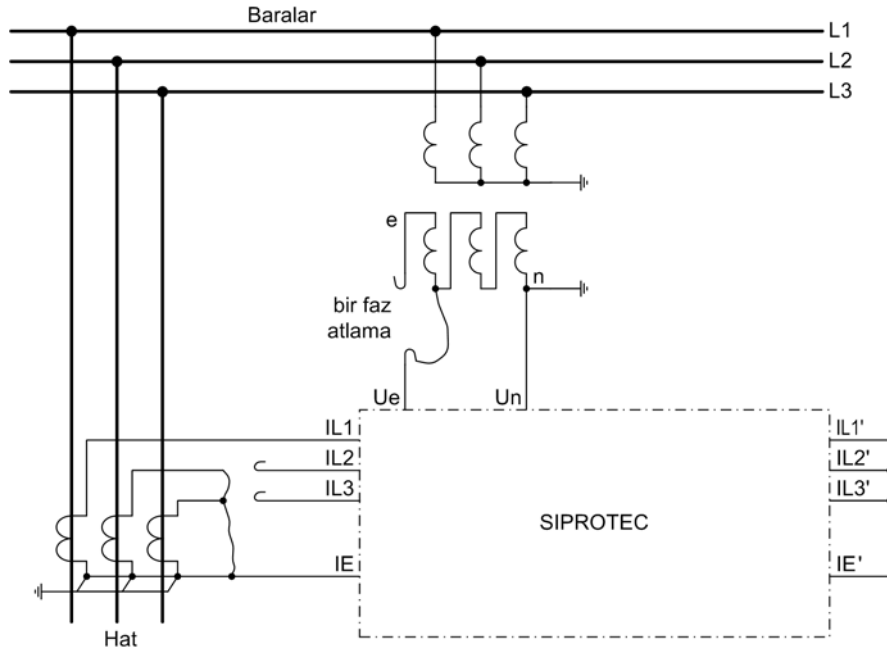 Baralar
L1
L2
L3
e
n
bir faz
atlama
Ue
Un
IL1
IL1'
IL2
IL2'
IL3
IL3'
SIPROTEC
IE
IE'
Hat